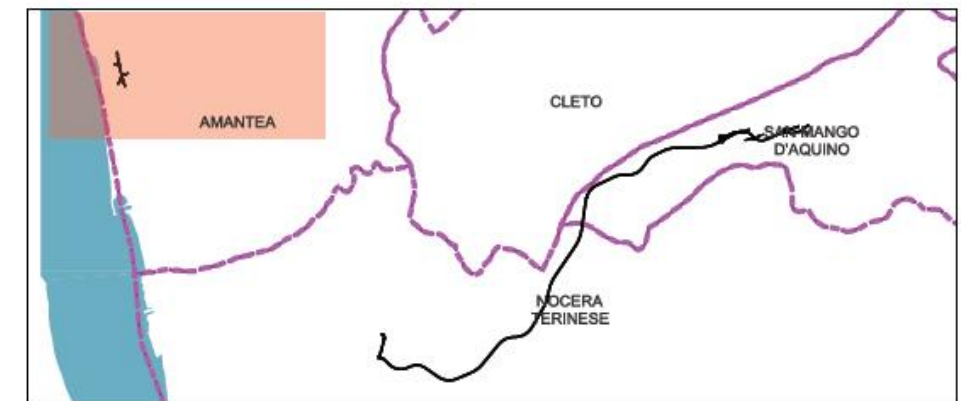 CLETO
AMANTEA
SAN MANGO
D'AQUINO
NOCERA
TERINESE